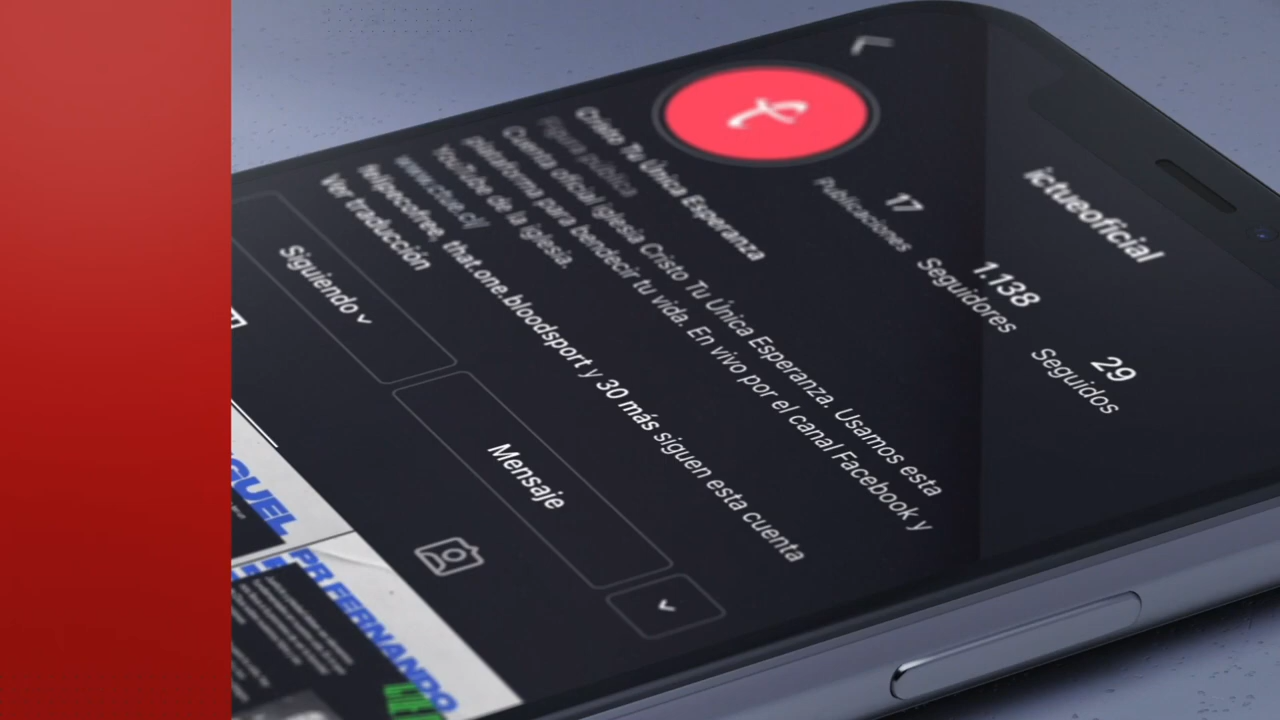 ictueoficial
17
Publicaciones
1.138
Seguidores
29
Seguidos
Cristo Tu Única Esperanza
Figura pública
Cuenta oficial iglesia Cristo Tu Única Esperanza. Usamos esta
plataforma para bendecir tu vida. En vivo por el canal Facebook y
YouTube de la iglesia.
www.ctue.cl/
felipecofree, that.one.bloodsport y 30 más siguen esta cuenta
Ver traducción
Siguiendo
Mensaje
GUEL
PR FERNANDO